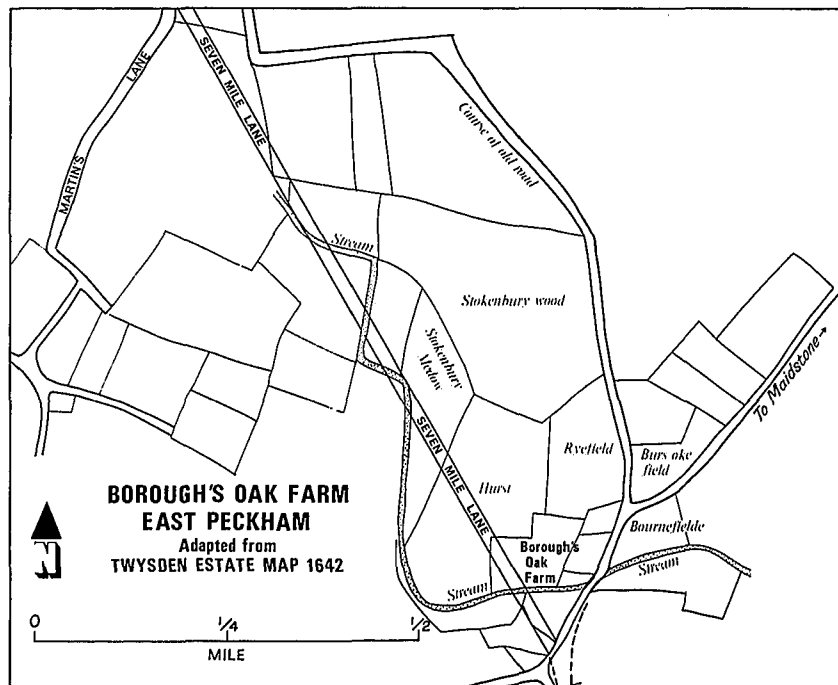 SEVEN MILE LANE
MARTIN'S LANE
Course of old road
Stream
Stokenbury wood
Stokenbury
Medow
To Maidstone →
SEVEN MILE LANE
Ryefield
Burs oke
field
Hurst
BOROUGH'S OAK FARM
EAST PECKHAM
Adapted from
TWYSDEN ESTATE MAP 1642
N
Borough's
Oak
Farm
Bournefielde
Stream
Stream
0 1/4 1/2
MILE